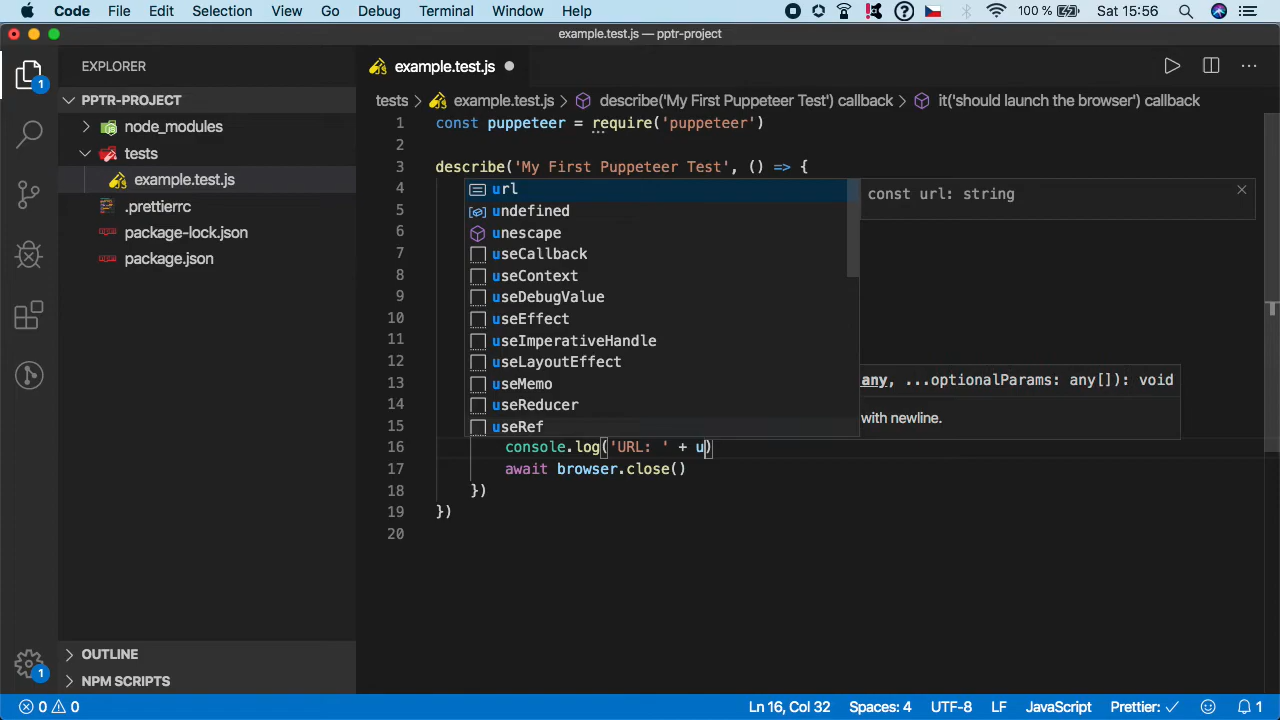 Code File Edit Selection View Go Debug Terminal Window Help 100 % Sat 15:56
example.test.js — pptr-project
EXPLORER
PPTR-PROJECT
node_modules
tests
example.test.js
.prettierrc
package-lock.json
package.json
OUTLINE
NPM SCRIPTS
1
1
example.test.js
tests › example.test.js › describe('My First Puppeteer Test') callback › it('should launch the browser') callback
1 const puppeteer = require('puppeteer')
2
3 describe('My First Puppeteer Test', () => {
4 url
5 undefined
6 unescape
7 useCallback
8 useContext
9 useDebugValue
10 useEffect
11 useImperativeHandle
12 useLayoutEffect
13 useMemo
14 useReducer
15 useRef
const url: string
any, ...optionalParams: any[]): void
with newline.
16 console.log('URL: ' + u)
17 await browser.close()
18 })
19 })
20
0 0 Ln 16, Col 32 Spaces: 4 UTF-8 LF JavaScript Prettier: ✓ 1